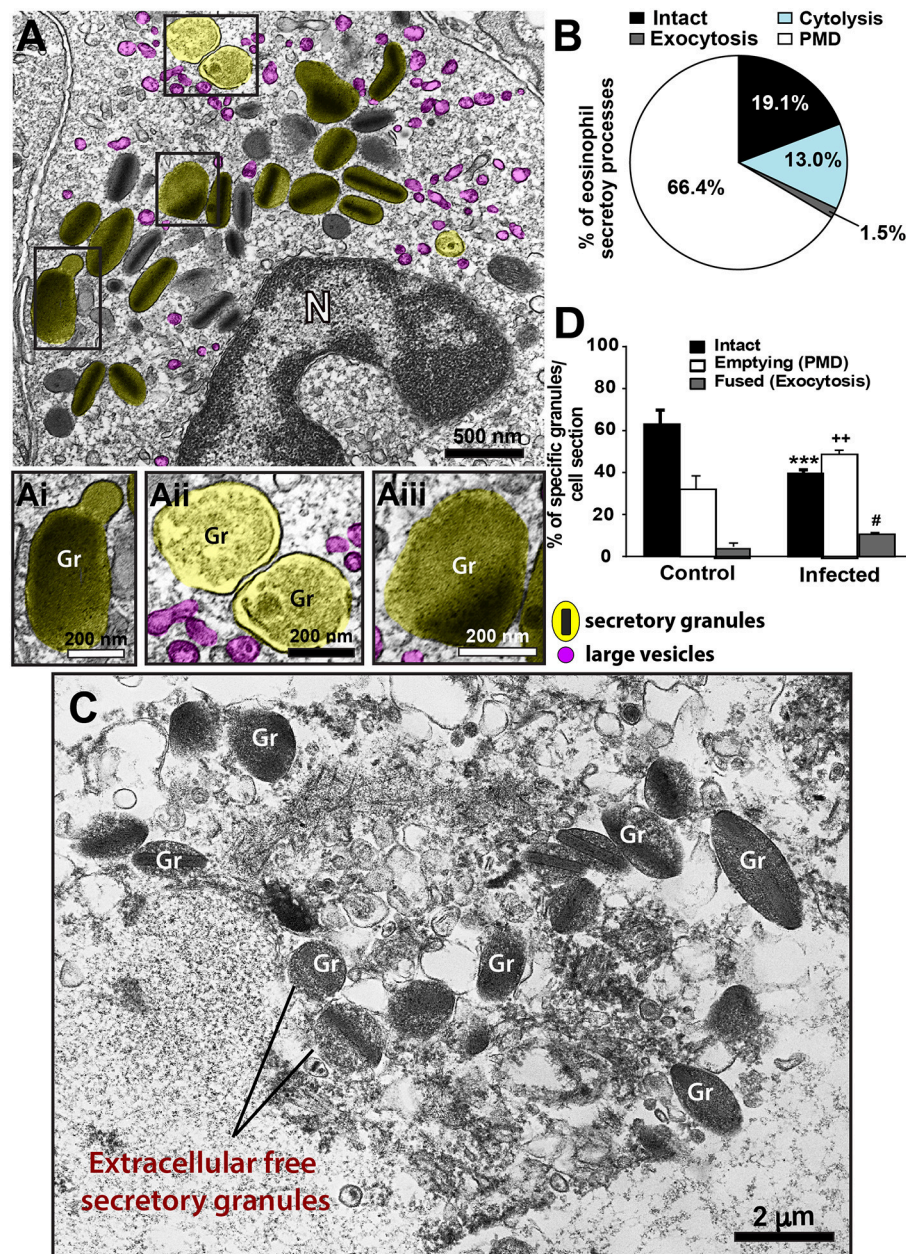 A
N
500 nm
Ai
Gr
200 nm
Aii
Gr
Gr
200 nm
Aiii
Gr
200 nm
B
Intact
Cytolysis
Exocytosis
PMD
% of eosinophil
secretoy processes
19.1%
13.0%
66.4%
1.5%
D
Intact
Emptying (PMD)
Fused (Exocytosis)
% of specific granules/
cell section
100
80
60
40
20
0
***
++
#
Control
Infected
secretory granules
large vesicles
C
Gr
Gr
Gr
Gr
Gr
Gr
Gr
Extracellular free
secretory granules
2 μm